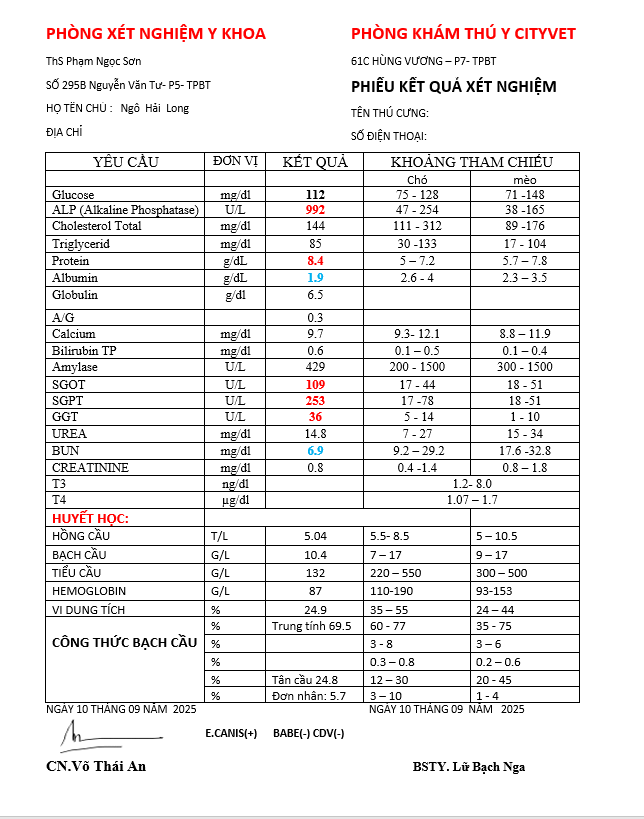 PHÒNG XÉT NGHIỆM Y KHOA PHÒNG KHÁM THÚ Y CITYVET
ThS Phạm Ngọc Sơn 61C HÙNG VƯƠNG – P7- TPBT
SỐ 295B Nguyễn Văn Tư- P5- TPBT PHIẾU KẾT QUẢ XÉT NGHIỆM
HỌ TÊN CHỦ : Ngô Hải Long TÊN THÚ CƯNG:
ĐỊA CHỈ SỐ ĐIỆN THOẠI:
YÊU CẦU ĐƠN VỊ KẾT QUẢ KHOẢNG THAM CHIẾU
Chó mèo
Glucose mg/dl 112 75 - 128 71 -148
ALP (Alkaline Phosphatase) U/L 992 47 - 254 38 -165
Cholesterol Total mg/dl 144 111 - 312 89 -176
Triglycerid mg/dl 85 30 -133 17 - 104
Protein g/dL 8.4 5 – 7.2 5.7 – 7.8
Albumin g/dL 1.9 2.6 - 4 2.3 – 3.5
Globulin g/dl 6.5
A/G 0.3
Calcium mg/dl 9.7 9.3- 12.1 8.8 – 11.9
Bilirubin TP mg/dl 0.6 0.1 – 0.5 0.1 – 0.4
Amylase U/L 429 200 - 1500 300 - 1500
SGOT U/L 109 17 - 44 18 - 51
SGPT U/L 253 17 -78 18 -51
GGT U/L 36 5 - 14 1 - 10
UREA mg/dl 14.8 7 - 27 15 - 34
BUN mg/dl 6.9 9.2 – 29.2 17.6 -32.8
CREATININE mg/dl 0.8 0.4 -1.4 0.8 – 1.8
T3 ng/dl 1.2- 8.0
T4 µg/dl 1.07 – 1.7
HUYẾT HỌC:
HỒNG CẦU T/L 5.04 5.5- 8.5 5 – 10.5
BẠCH CẦU G/L 10.4 7 – 17 9 – 17
TIỂU CẦU G/L 132 220 – 550 300 – 500
HEMOGLOBIN G/L 87 110-190 93-153
VI DUNG TÍCH % 24.9 35 – 55 24 – 44
CÔNG THỨC BẠCH CẦU % Trung tính 69.5 60 - 77 35 - 75
% 3 - 8 3 – 6
% 0.3 – 0.8 0.2 – 0.6
% Tân cầu 24.8 12 – 30 20 - 45
% Đơn nhân: 5.7 3 – 10 1 - 4
NGÀY 10 THÁNG 09 NĂM 2025 NGÀY 10 THÁNG 09 NĂM 2025
E.CANIS(+) BABE(-) CDV(-)
CN.Võ Thái An BSTY. Lữ Bạch Nga